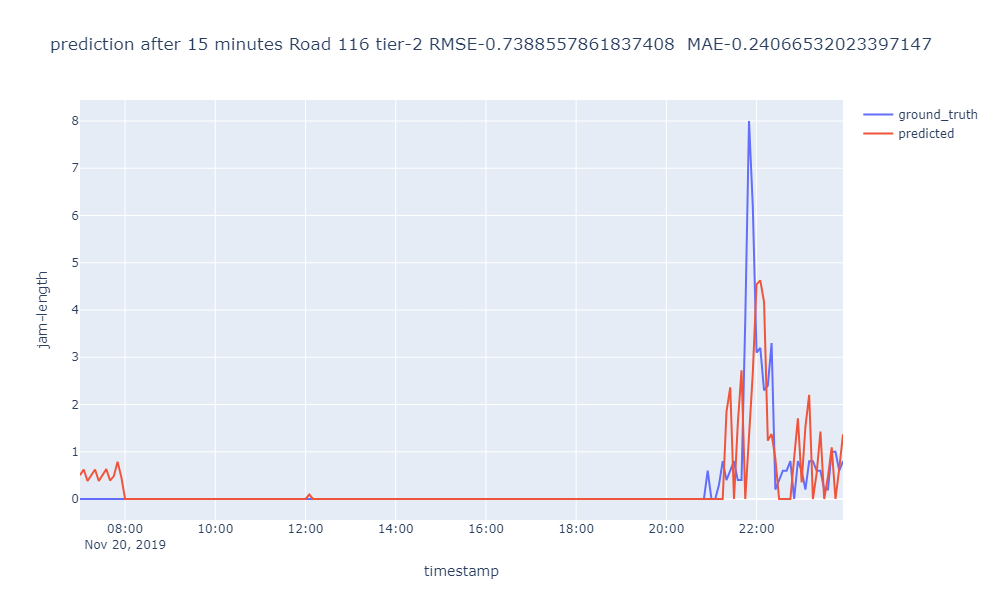 prediction after 15 minutes Road 116 tier-2 RMSE-0.7388557861837408  MAE-0.24066532023397147
ground_truth
predicted
8
7
6
5
4
3
2
1
0
jam-length
08:00 10:00 12:00 14:00 16:00 18:00 20:00 22:00
Nov 20, 2019
timestamp